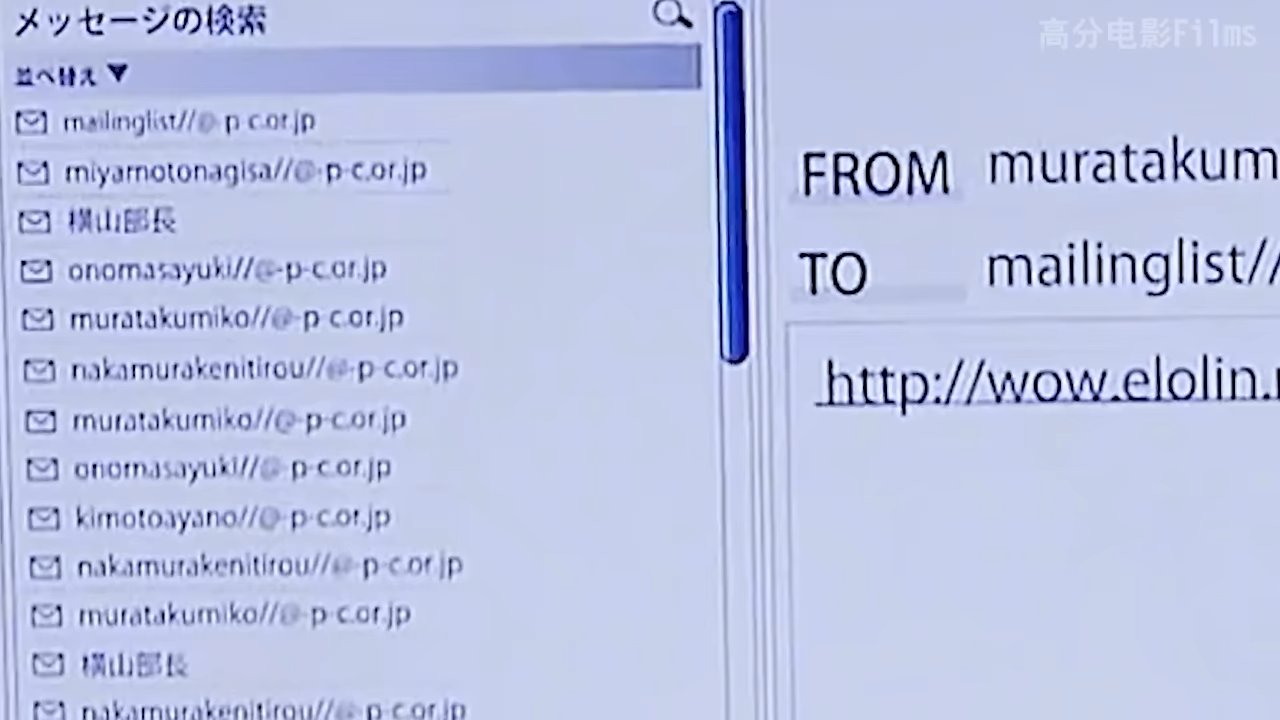 メッセージの検索
高分电影Films
並べ替え ▼
mailinglist//@-p-c.or.jp
miyamotonagisa//@-p-c.or.jp
横山部長
onomasayuki//@-p-c.or.jp
muratakumiko//@-p-c.or.jp
nakamurakenitirou//@-p-c.or.jp
muratakumiko//@-p-c.or.jp
onomasayuki//@-p-c.or.jp
kimotoayano//@-p-c.or.jp
nakamurakenitirou//@-p-c.or.jp
muratakumiko//@-p-c.or.jp
横山部長
nakamurakenitirou//@-p-c.or.jp
FROM muratakum
TO mailinglist//
http://wow.elolin.